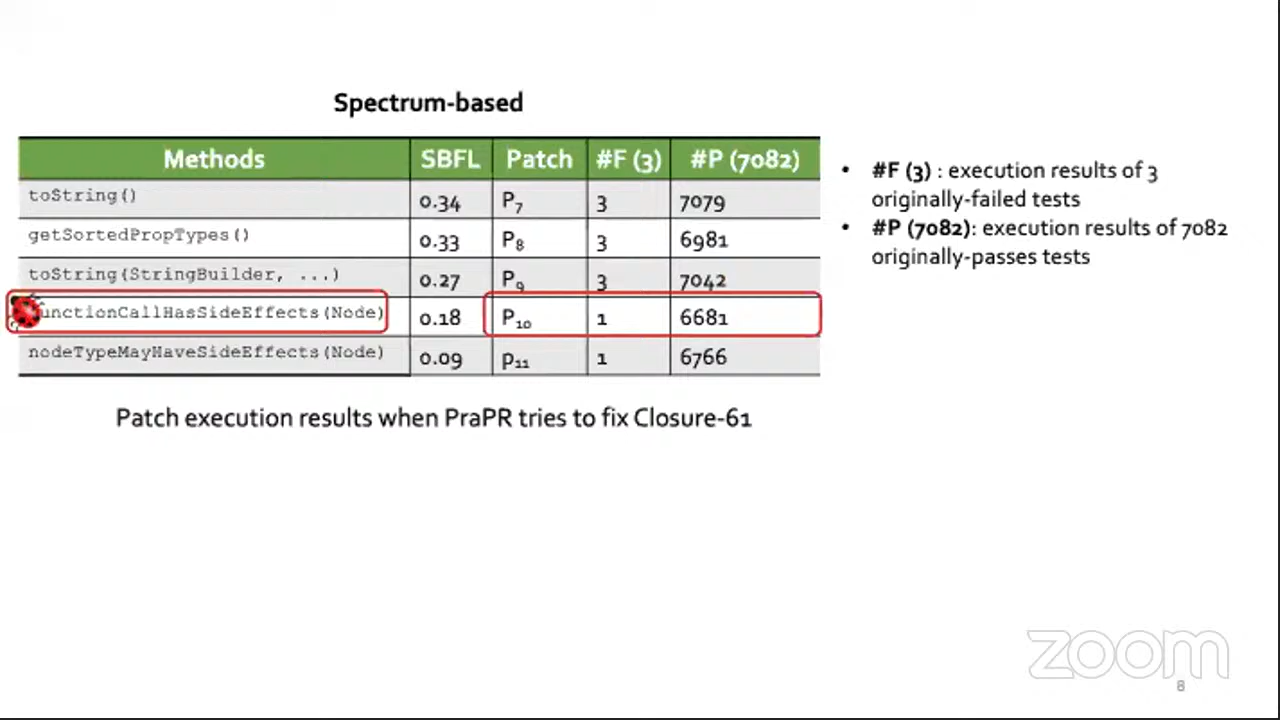 Spectrum-based
Methods SBFL Patch #F (3) #P (7082)
toString() 0.34 P7 3 7079
getSortedPropTypes() 0.33 P8 3 6981
toString(StringBuilder, ...) 0.27 P9 3 7042
unctionCallHasSideEffects(Node) 0.18 P10 1 6681
nodeTypeMayHaveSideEffects(Node) 0.09 p11 1 6766
Patch execution results when PraPR tries to fix Closure-61
• #F (3) : execution results of 3
originally-failed tests
• #P (7082): execution results of 7082
originally-passes tests
zoom
8